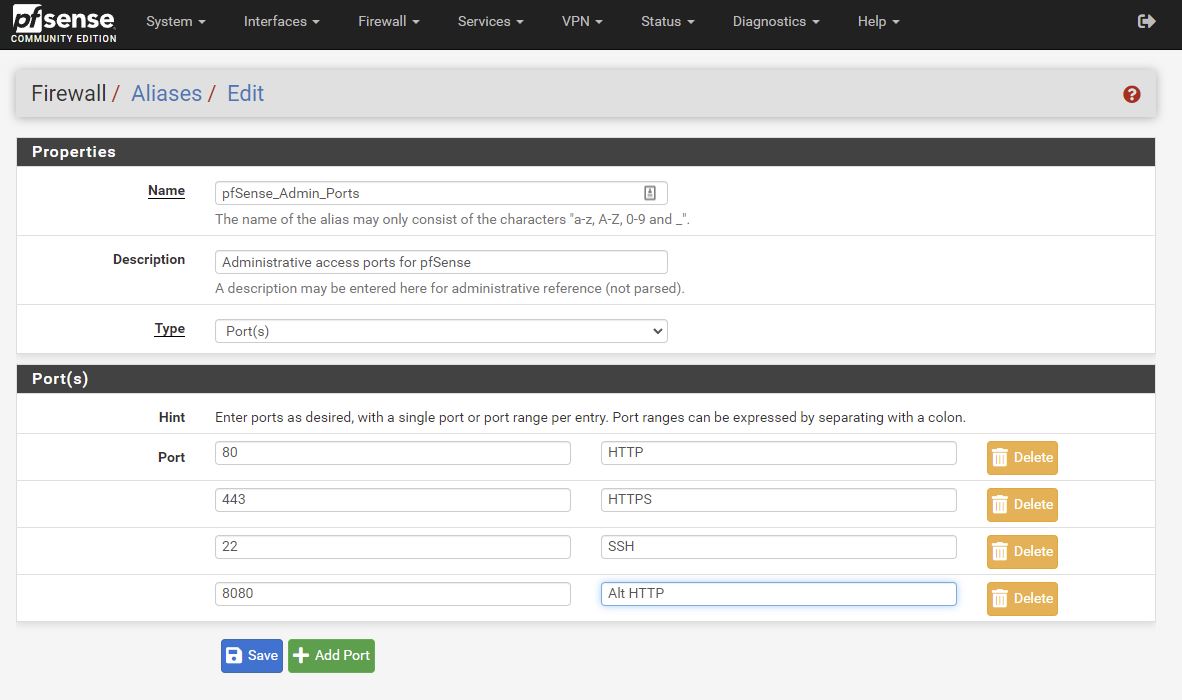 pfsense System Interfaces Firewall Services VPN Status Diagnostics Help
COMMUNITY EDITION
Firewall / Aliases / Edit
Properties
Name pfSense_Admin_Ports
The name of the alias may only consist of the characters "a-z, A-Z, 0-9 and _".
Description Administrative access ports for pfSense
A description may be entered here for administrative reference (not parsed).
Type Port(s)
Port(s)
Hint Enter ports as desired, with a single port or port range per entry. Port ranges can be expressed by separating with a colon.
Port 80 HTTP Delete
443 HTTPS Delete
22 SSH Delete
8080 Alt HTTP Delete
Save Add Port